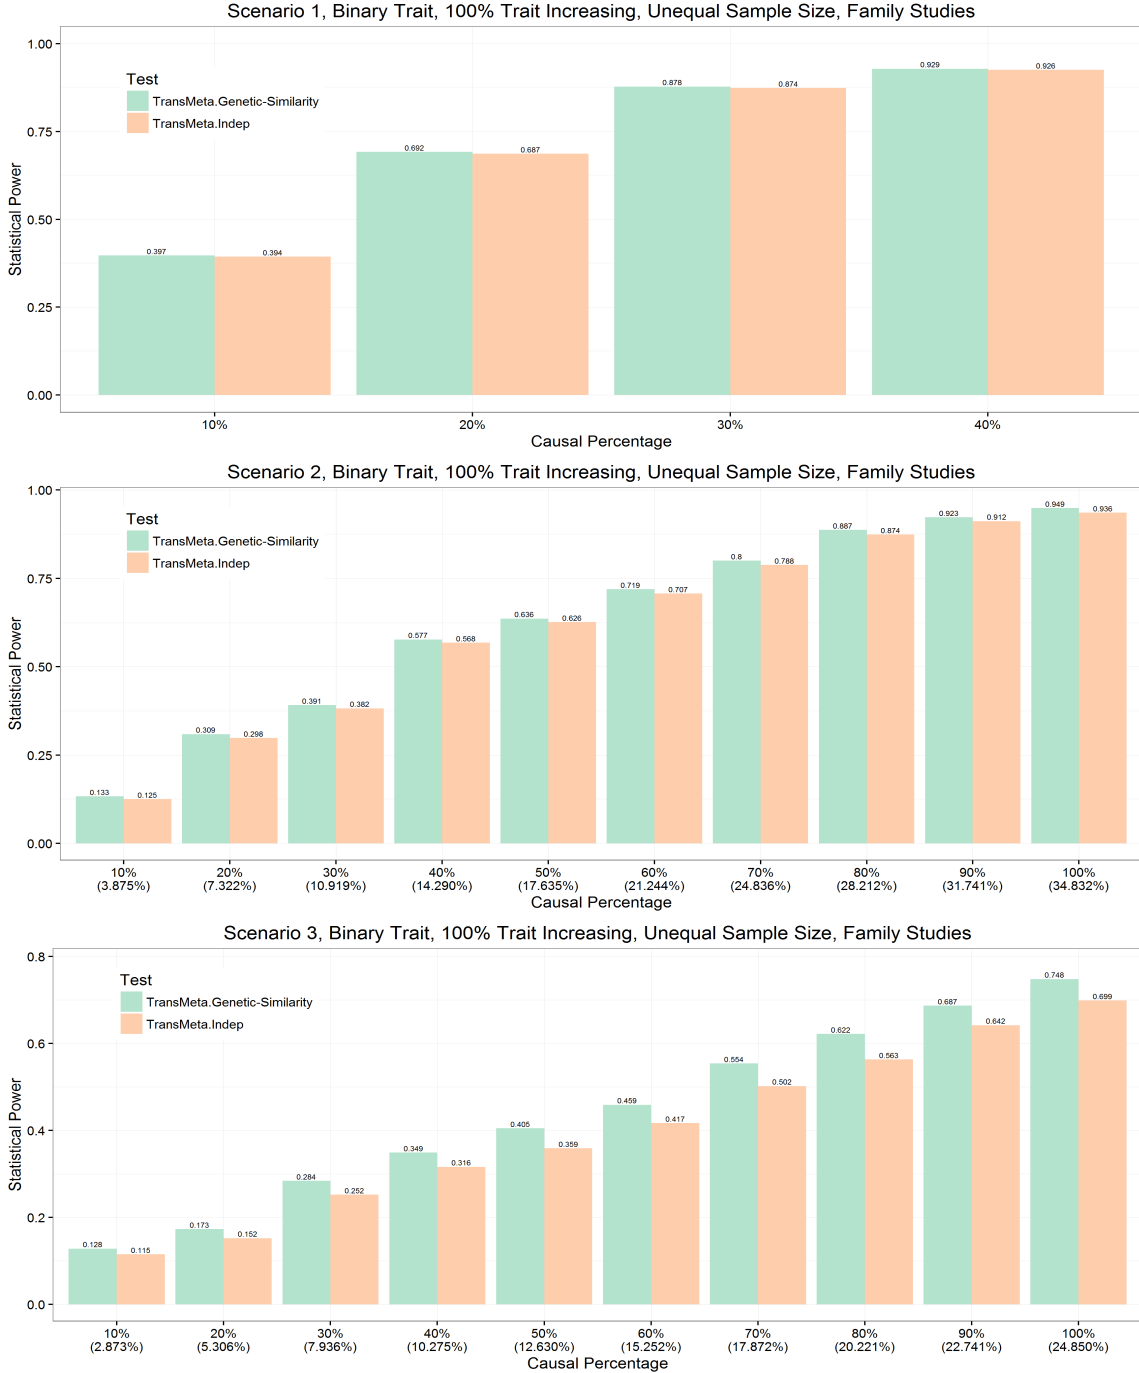 Scenario 1, Binary Trait, 100% Trait Increasing, Unequal Sample Size, Family Studies
1.00
0.75
0.50
0.25
0.00
Statistical Power
Test
TransMeta.Genetic-Similarity
TransMeta.Indep
0.397 0.394 0.692 0.687 0.878 0.874 0.929 0.926
10% 20% 30% 40%
Causal Percentage
Scenario 2, Binary Trait, 100% Trait Increasing, Unequal Sample Size, Family Studies
1.00
0.75
0.50
0.25
0.00
Statistical Power
Test
TransMeta.Genetic-Similarity
TransMeta.Indep
0.133 0.125 0.309 0.298 0.391 0.382 0.577 0.568 0.636 0.626 0.719 0.707 0.8 0.788 0.887 0.874 0.923 0.912 0.949 0.936
10% 20% 30% 40% 50% 60% 70% 80% 90% 100%
(3.875%) (7.322%) (10.919%) (14.290%) (17.635%) (21.244%) (24.836%) (28.212%) (31.741%) (34.832%)
Causal Percentage
Scenario 3, Binary Trait, 100% Trait Increasing, Unequal Sample Size, Family Studies
0.8
0.6
0.4
0.2
0.0
Statistical Power
Test
TransMeta.Genetic-Similarity
TransMeta.Indep
0.128 0.115 0.173 0.152 0.284 0.252 0.349 0.316 0.405 0.359 0.459 0.417 0.554 0.502 0.622 0.563 0.687 0.642 0.748 0.699
10% 20% 30% 40% 50% 60% 70% 80% 90% 100%
(2.873%) (5.306%) (7.936%) (10.275%) (12.630%) (15.252%) (17.872%) (20.221%) (22.741%) (24.850%)
Causal Percentage